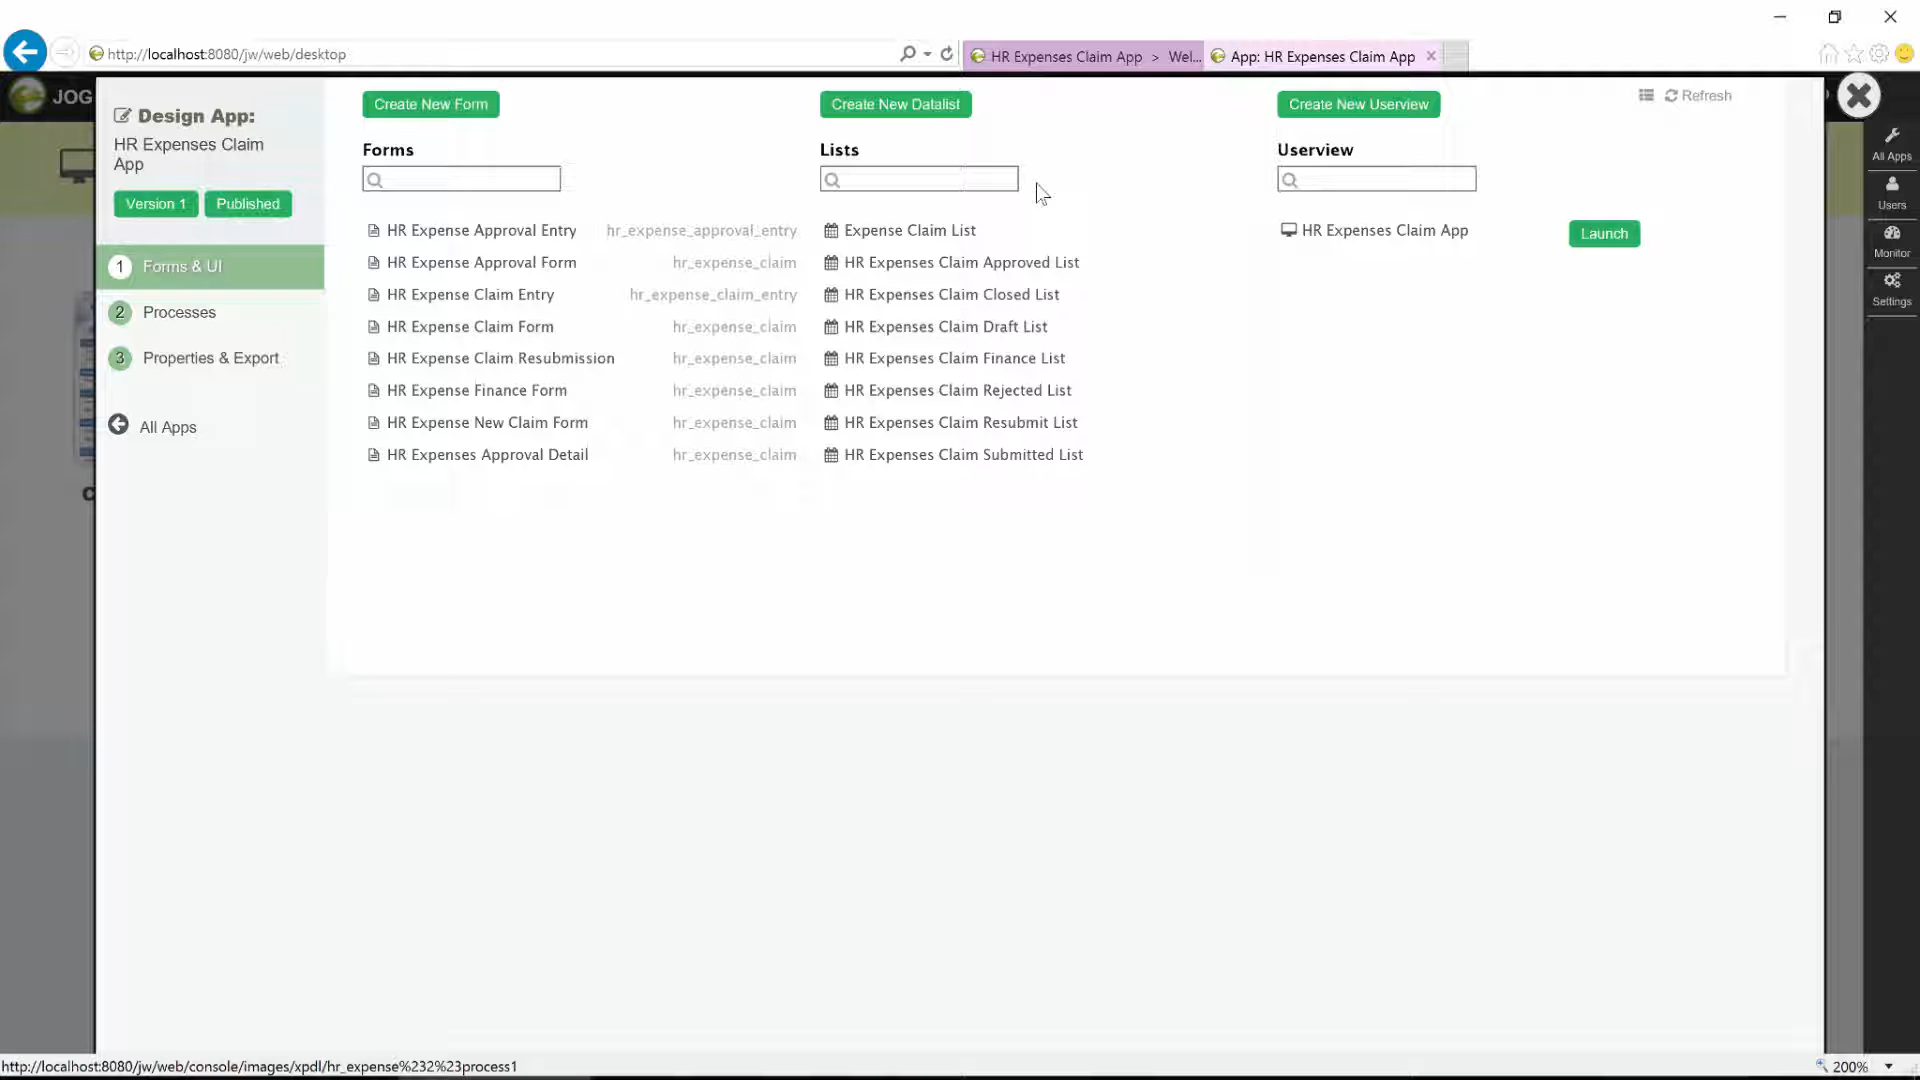 http://localhost:8080/jw/web/desktop
HR Expenses Claim App > Wel...
App: HR Expenses Claim App
JOG
Design App:
HR Expenses Claim
App
Version 1
Published
1 Forms & UI
2 Processes
3 Properties & Export
All Apps
Create New Form
Forms
HR Expense Approval Entry hr_expense_approval_entry
HR Expense Approval Form hr_expense_claim
HR Expense Claim Entry hr_expense_claim_entry
HR Expense Claim Form hr_expense_claim
HR Expense Claim Resubmission hr_expense_claim
HR Expense Finance Form hr_expense_claim
HR Expense New Claim Form hr_expense_claim
HR Expenses Approval Detail hr_expense_claim
Create New Datalist
Lists
Expense Claim List
HR Expenses Claim Approved List
HR Expenses Claim Closed List
HR Expenses Claim Draft List
HR Expenses Claim Finance List
HR Expenses Claim Rejected List
HR Expenses Claim Resubmit List
HR Expenses Claim Submitted List
Create New Userview
Userview
HR Expenses Claim App
Launch
Refresh
All Apps
Users
Monitor
Settings
http://localhost:8080/jw/web/console/images/xpdl/hr_expense%232%23process1
200%